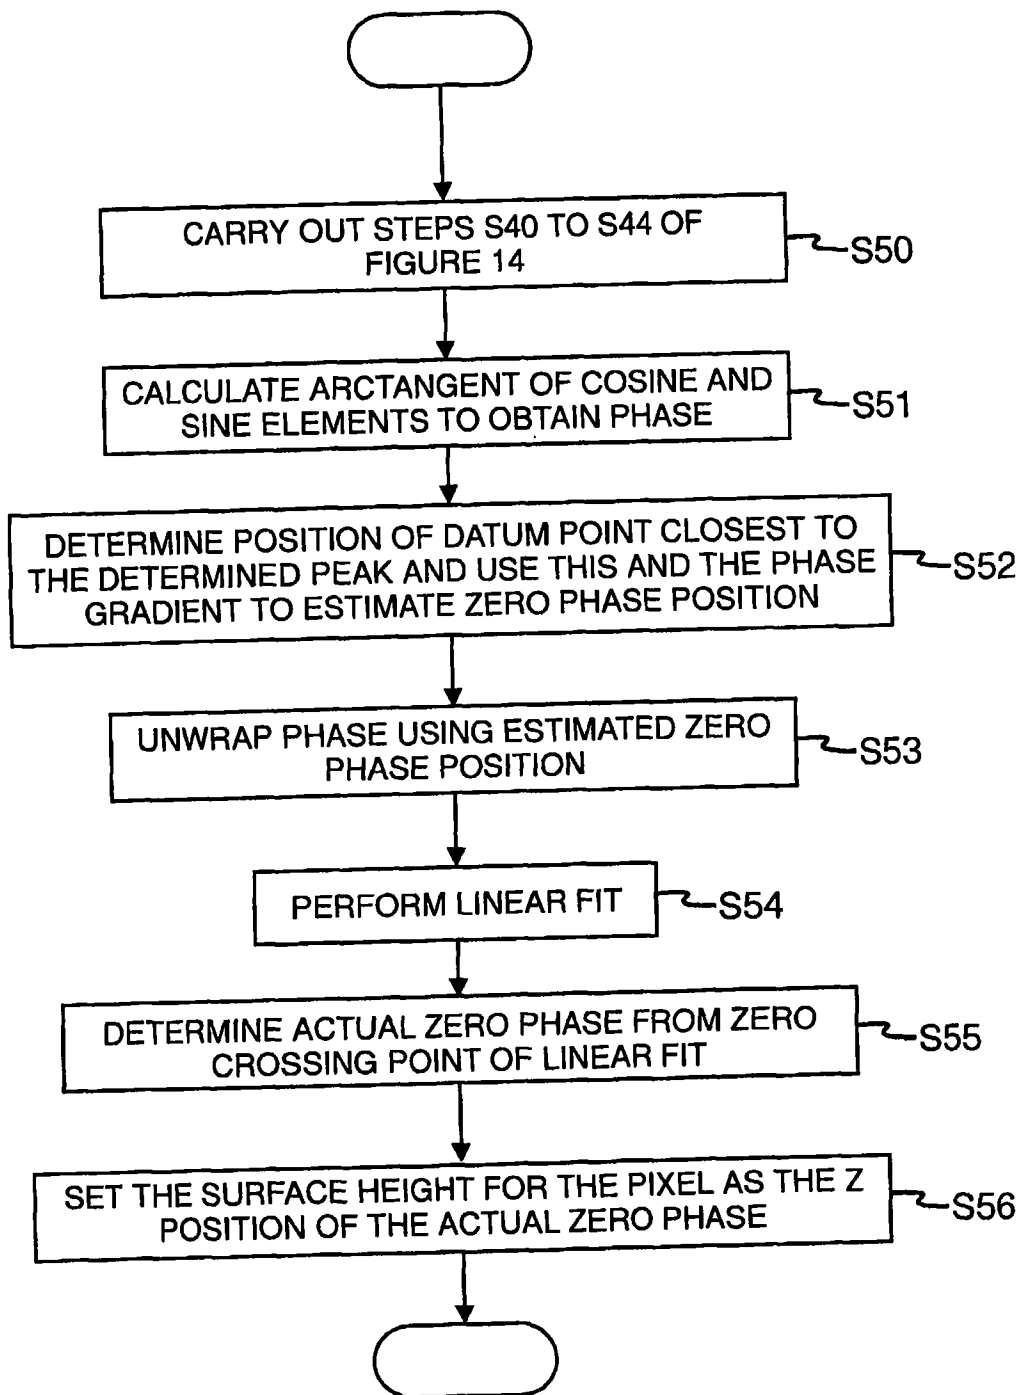 CARRY OUT STEPS S40 TO S44 OF
FIGURE 14
S50
CALCULATE ARCTANGENT OF COSINE AND
SINE ELEMENTS TO OBTAIN PHASE
S51
DETERMINE POSITION OF DATUM POINT CLOSEST TO
THE DETERMINED PEAK AND USE THIS AND THE PHASE
GRADIENT TO ESTIMATE ZERO PHASE POSITION
S52
UNWRAP PHASE USING ESTIMATED ZERO
PHASE POSITION
S53
PERFORM LINEAR FIT
S54
DETERMINE ACTUAL ZERO PHASE FROM ZERO
CROSSING POINT OF LINEAR FIT
S55
SET THE SURFACE HEIGHT FOR THE PIXEL AS THE Z
POSITION OF THE ACTUAL ZERO PHASE
S56